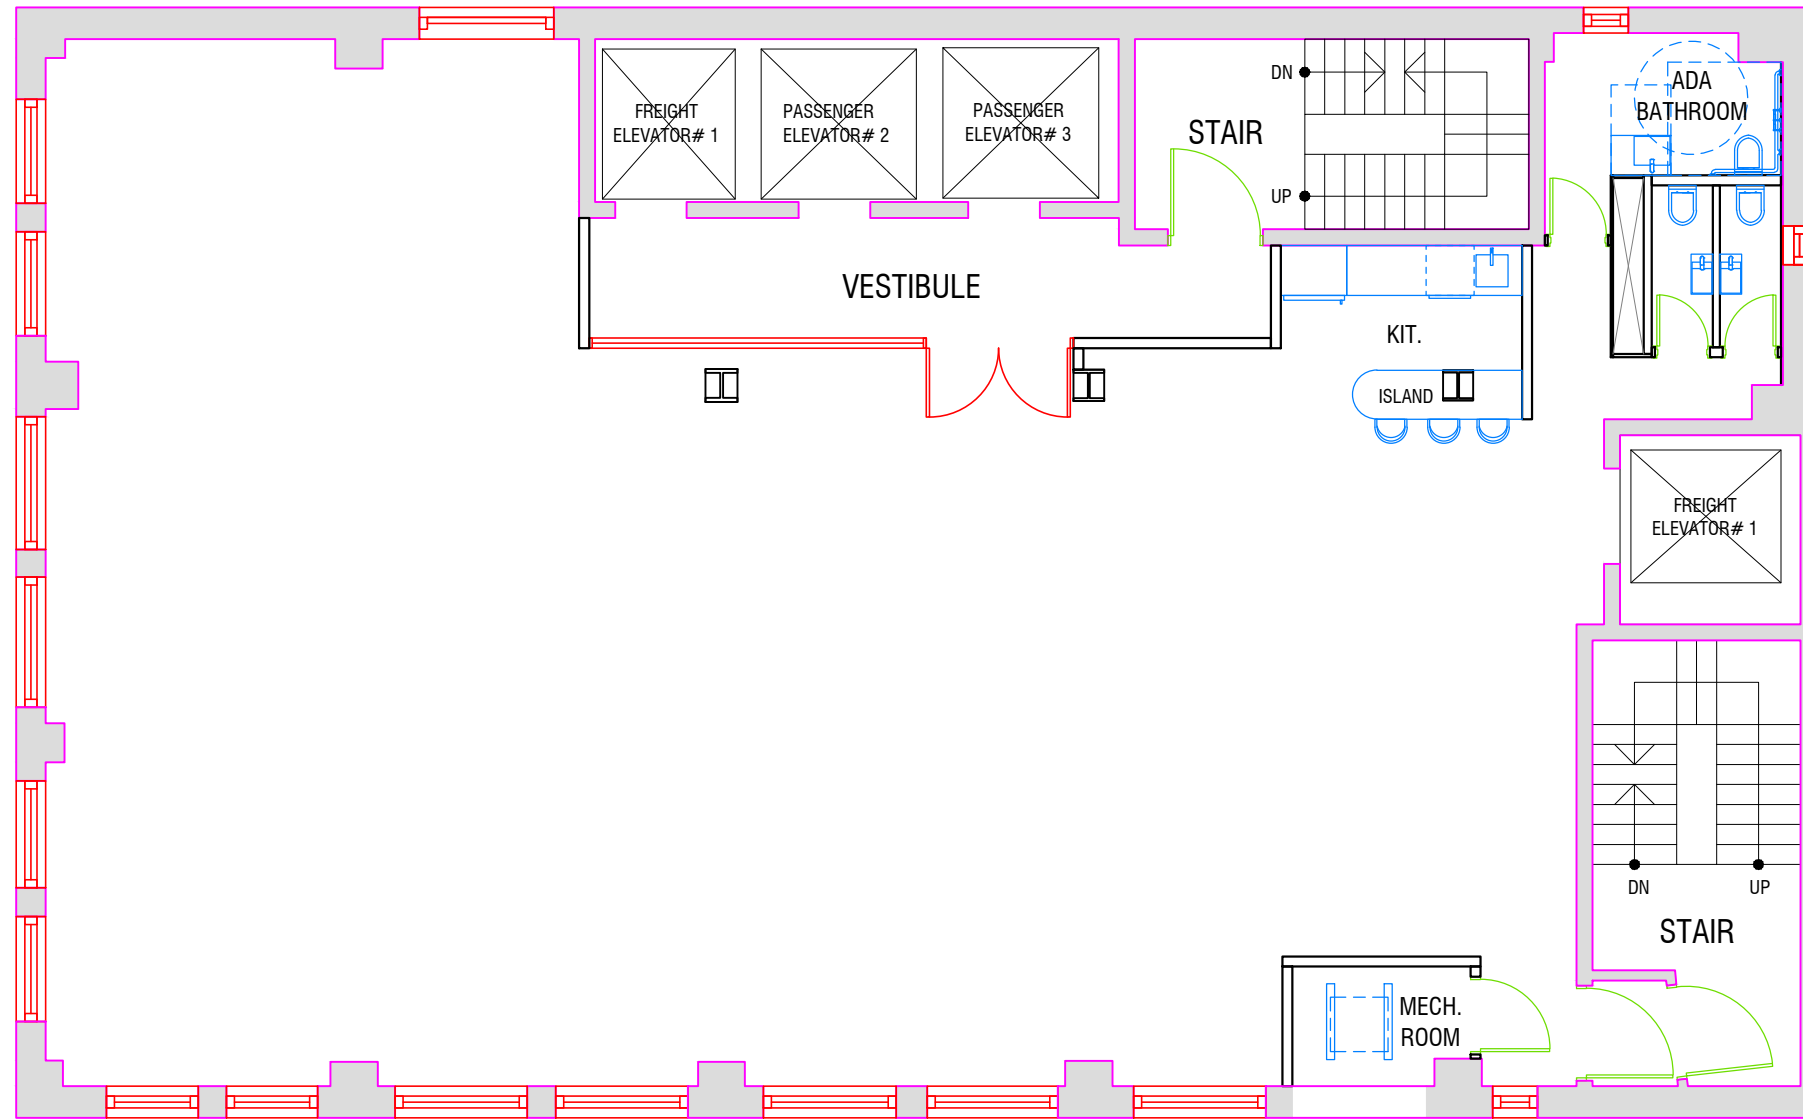 FREIGHT
ELEVATOR# 1
PASSENGER
ELEVATOR# 2
PASSENGER
ELEVATOR# 3
DN
STAIR
UP
ADA
BATHROOM
VESTIBULE
KIT.
ISLAND
FREIGHT
ELEVATOR# 1
DN
UP
STAIR
MECH.
ROOM